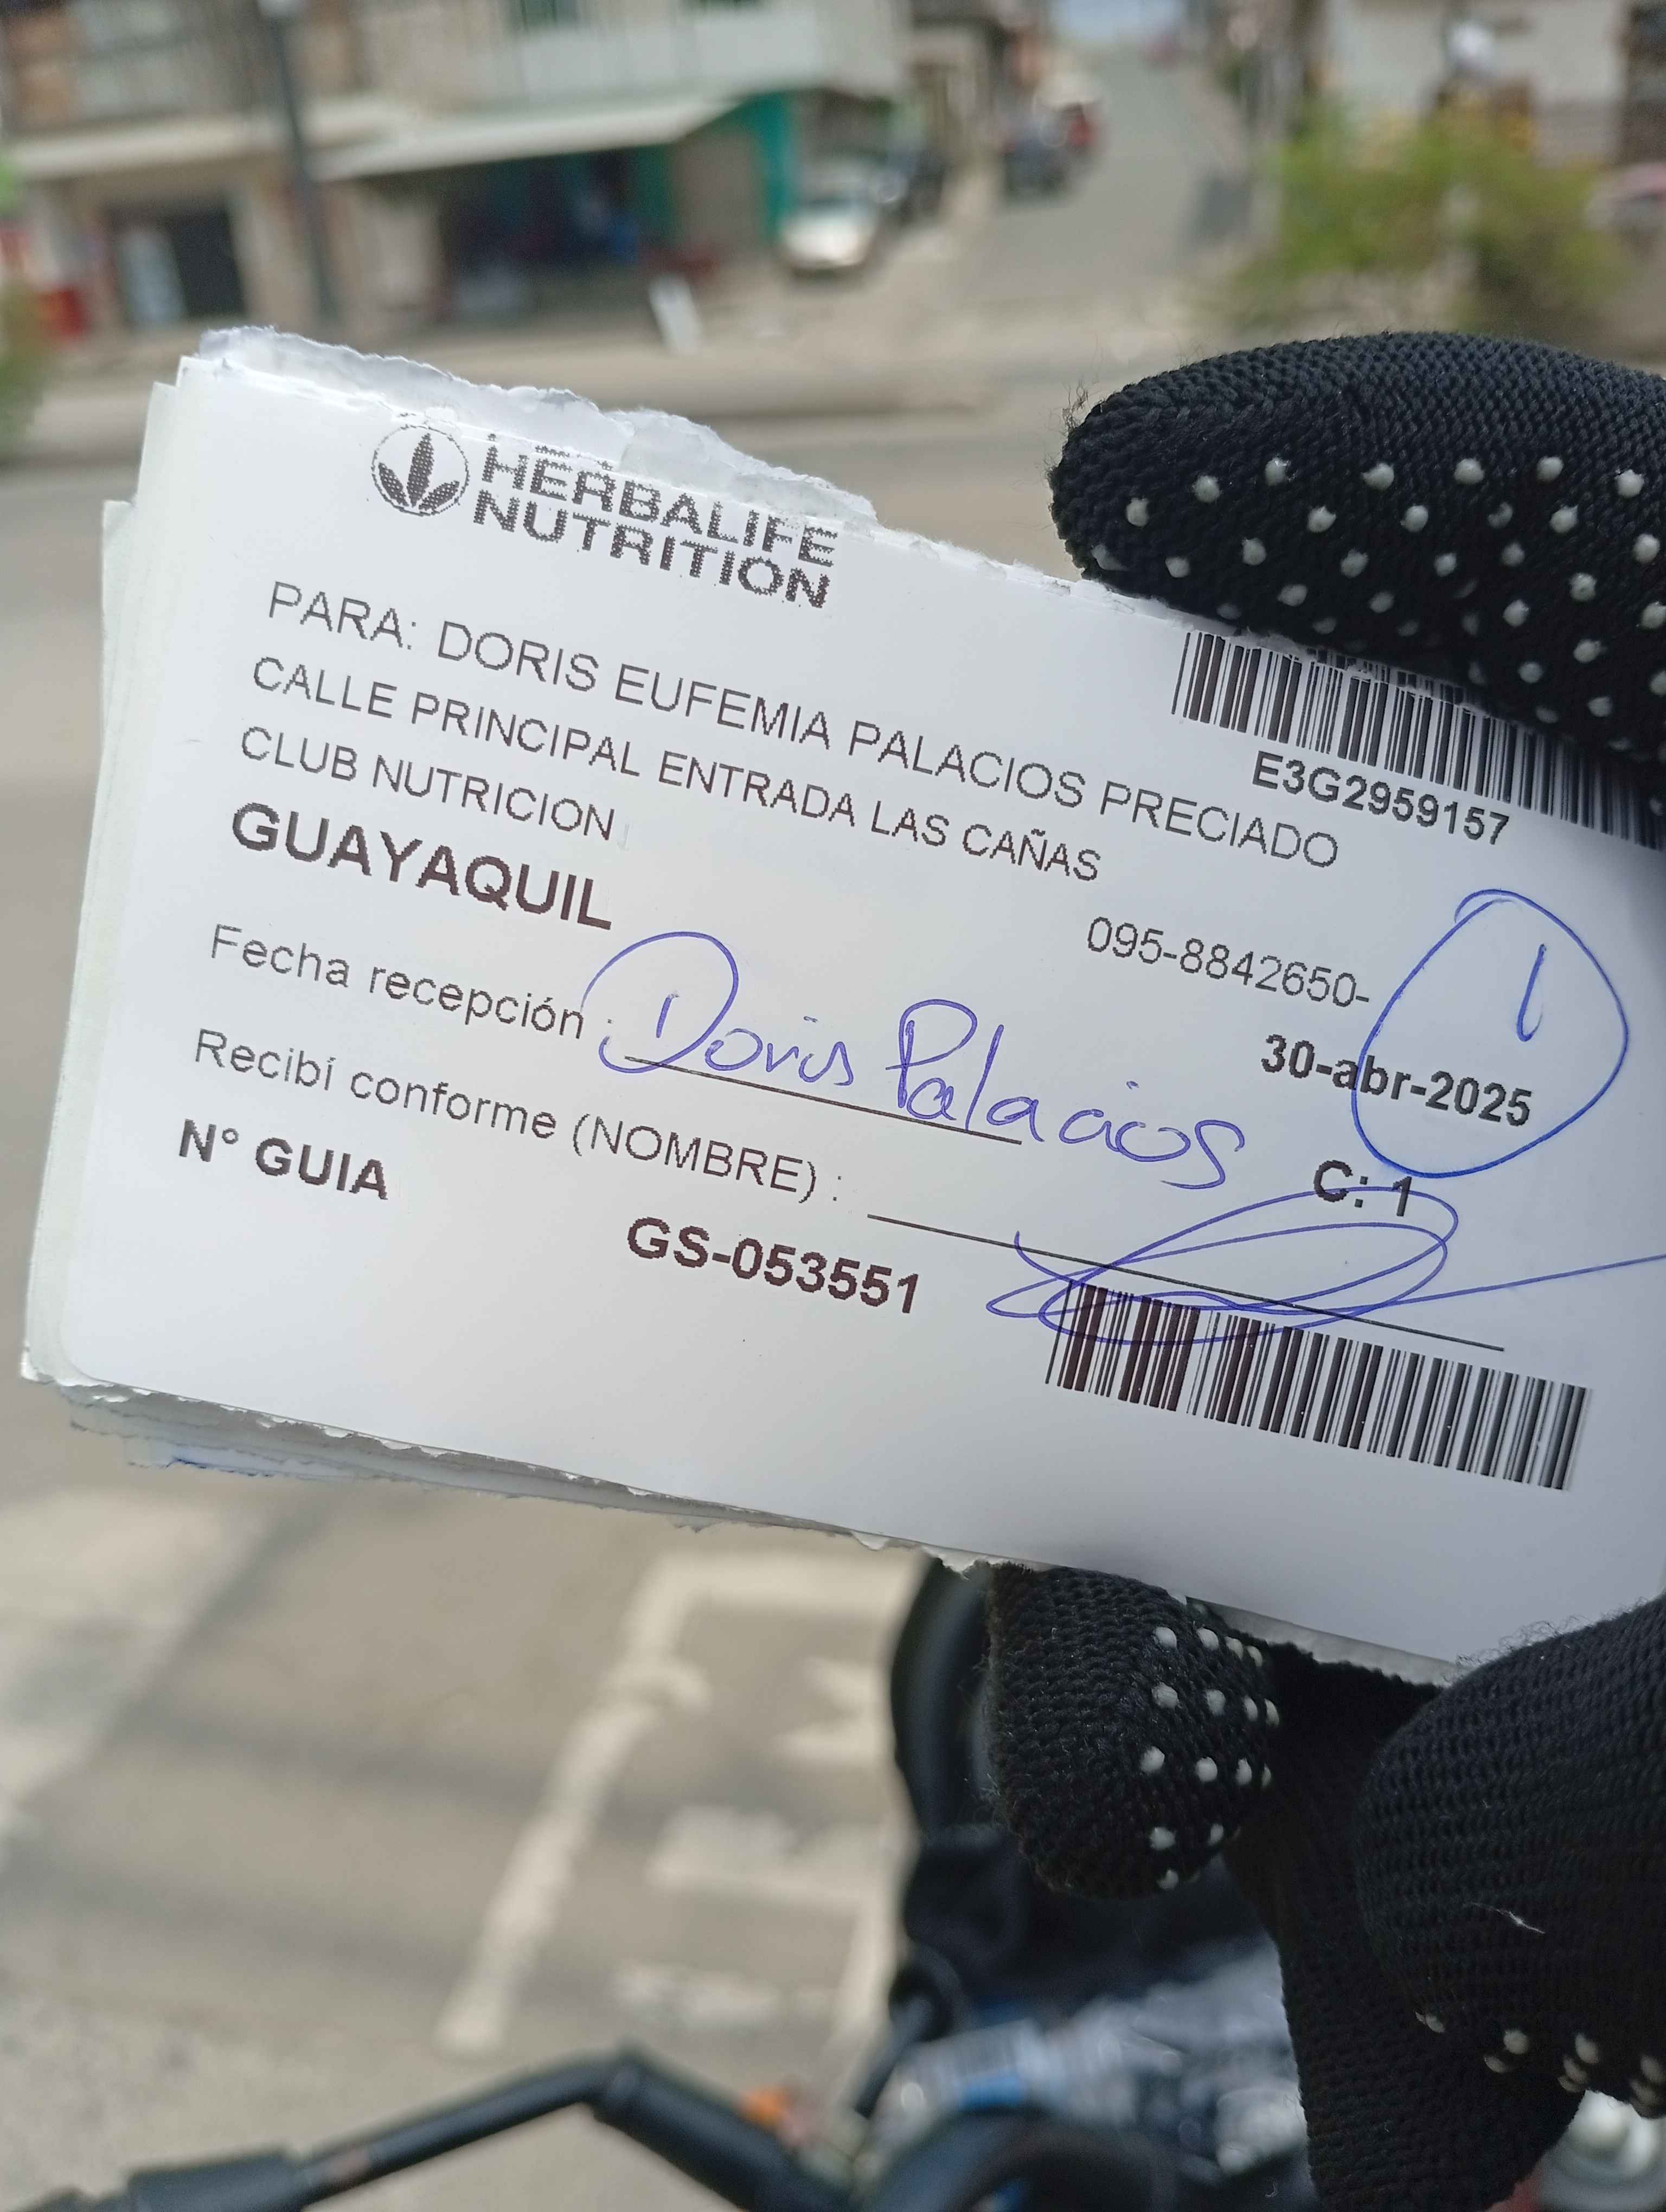 HERBALIFE
NUTRITION
PARA: DORIS EUFEMIA PALACIOS PRECIADO
CALLE PRINCIPAL ENTRADA LAS CAÑAS
CLUB NUTRICION
GUAYAQUIL
E3G2959157
095-8842650-
1
30-abr-2025
Fecha recepción : Doris Palacios
C: 1
Recibí conforme (NOMBRE) :
N° GUIA
GS-053551